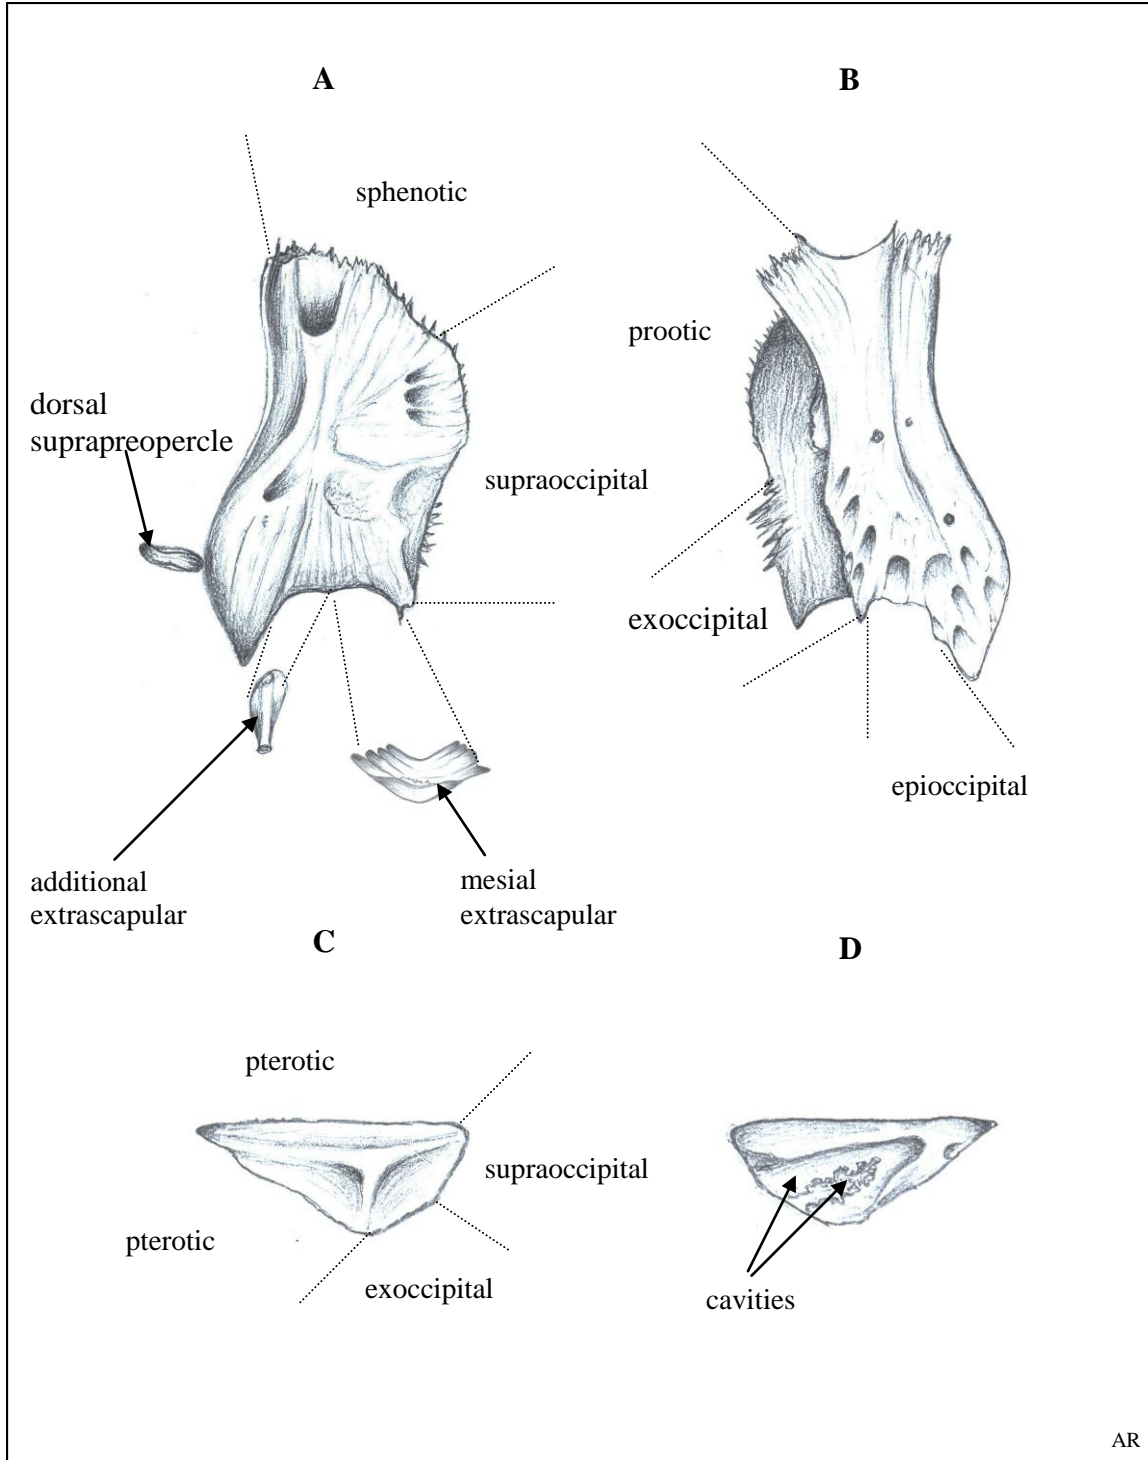 A
B
sphenotic
prootic
dorsal
suprapreopercle
supraoccipital
exoccipital
epioccipital
additional
extrascapular
mesial
extrascapular
C
D
pterotic
supraoccipital
pterotic
exoccipital
cavities
AR